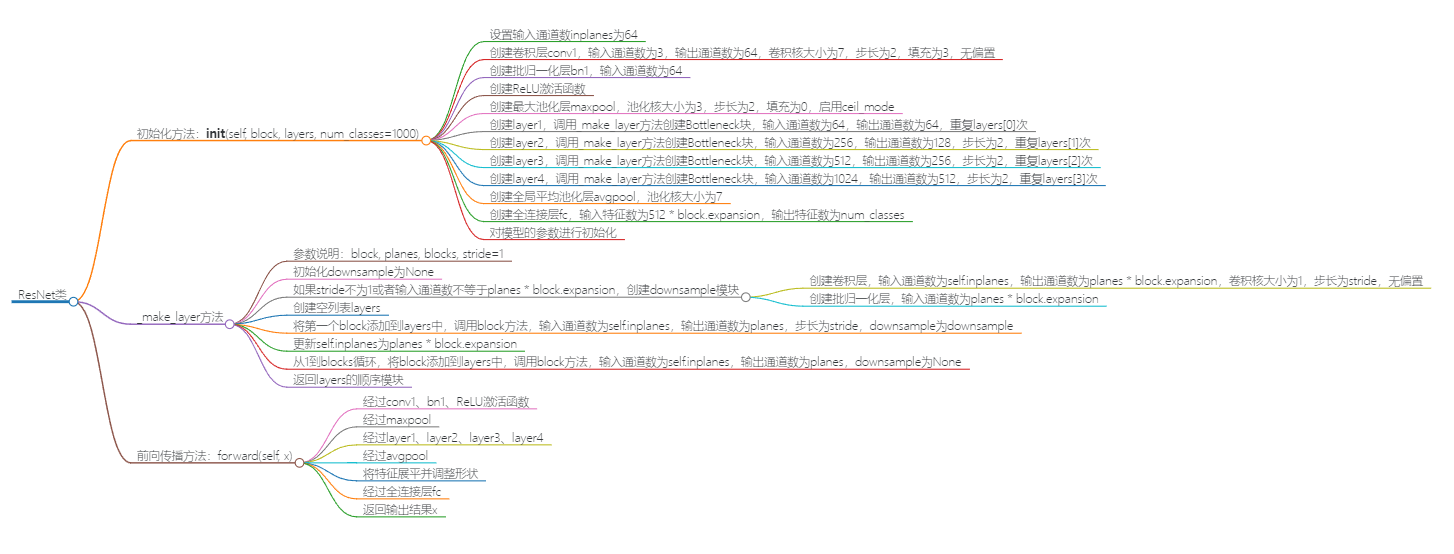 ResNet类
初始化方法：init(self, block, layers, num_classes=1000)
设置输入通道数inplanes为64
创建卷积层conv1，输入通道数为3，输出通道数为64，卷积核大小为7，步长为2，填充为3，无偏置
创建批归一化层bn1，输入通道数为64
创建ReLU激活函数
创建最大池化层maxpool，池化核大小为3，步长为2，填充为0，启用ceil_mode
创建layer1，调用_make_layer方法创建Bottleneck块，输入通道数为64，输出通道数为64，重复layers[0]次
创建layer2，调用_make_layer方法创建Bottleneck块，输入通道数为256，输出通道数为128，步长为2，重复layers[1]次
创建layer3，调用_make_layer方法创建Bottleneck块，输入通道数为512，输出通道数为256，步长为2，重复layers[2]次
创建layer4，调用_make_layer方法创建Bottleneck块，输入通道数为1024，输出通道数为512，步长为2，重复layers[3]次
创建全局平均池化层avgpool，池化核大小为7
创建全连接层fc，输入特征数为512 * block.expansion，输出特征数为num_classes
对模型的参数进行初始化
_make_layer方法
参数说明：block, planes, blocks, stride=1
初始化downsample为None
如果stride不为1或者输入通道数不等于planes * block.expansion，创建downsample模块
创建卷积层，输入通道数为self.inplanes，输出通道数为planes * block.expansion，卷积核大小为1，步长为stride，无偏置
创建批归一化层，输入通道数为planes * block.expansion
创建空列表layers
将第一个block添加到layers中，调用block方法，输入通道数为self.inplanes，输出通道数为planes，步长为stride，downsample为downsample
更新self.inplanes为planes * block.expansion
从1到blocks循环，将block添加到layers中，调用block方法，输入通道数为self.inplanes，输出通道数为planes，downsample为None
返回layers的顺序模块
前向传播方法：forward(self, x)
经过conv1、bn1、ReLU激活函数
经过maxpool
经过layer1、layer2、layer3、layer4
经过avgpool
将特征展平并调整形状
经过全连接层fc
返回输出结果x